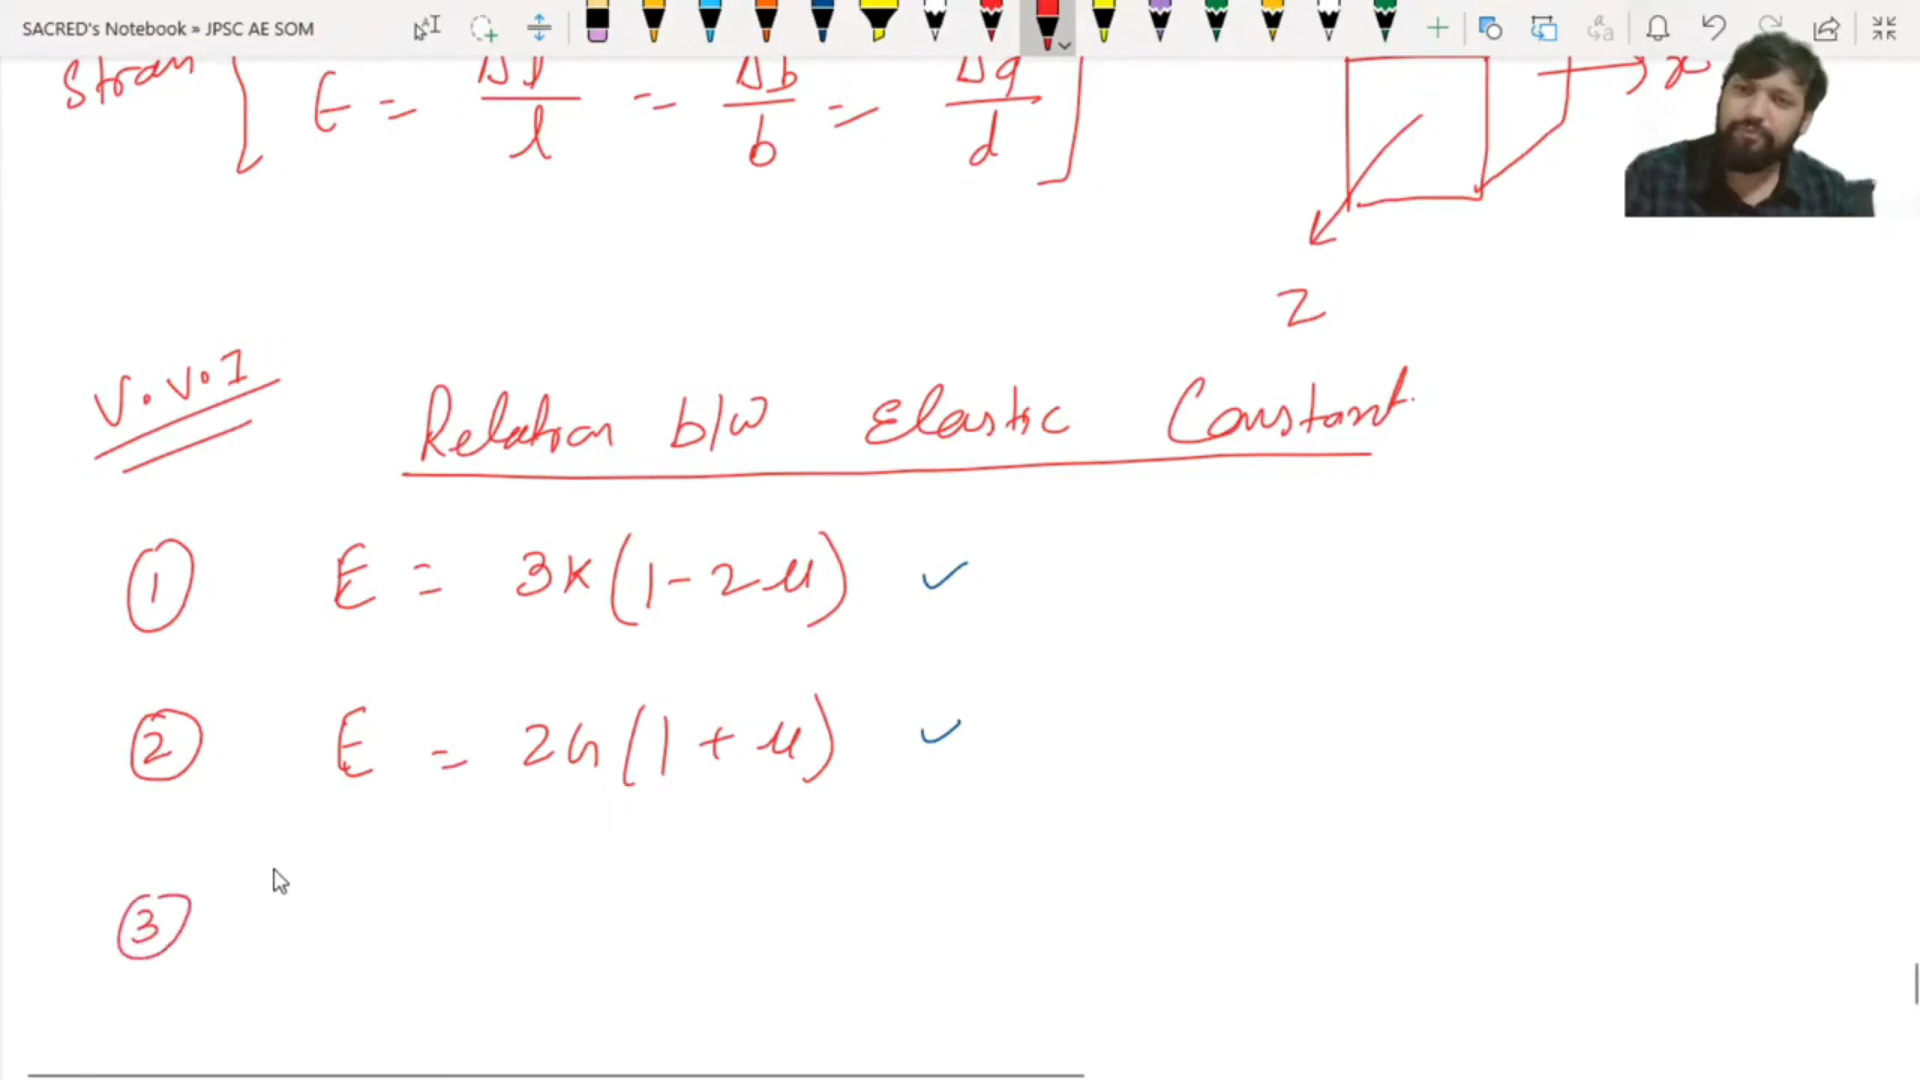 SACRED's Notebook » JPSC AE SOM
Strain [ E = Δl/l = Δb/b = Δd/d ]
x
Z
V.V.I
Relation b/w Elastic Constant.
① E = 3K(1-2μ) ✓
② E = 2G(1+μ) ✓
③